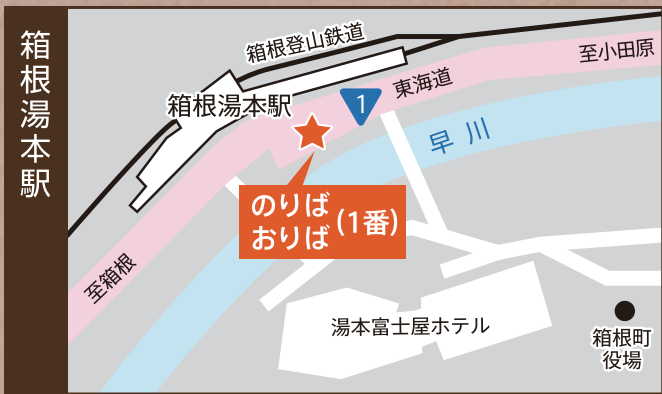 箱根湯本駅
箱根登山鉄道
至小田原
箱根湯本駅
1
東海道
早川
のりば
おりば
(1番)
至箱根
湯本富士屋ホテル
箱根町
役場